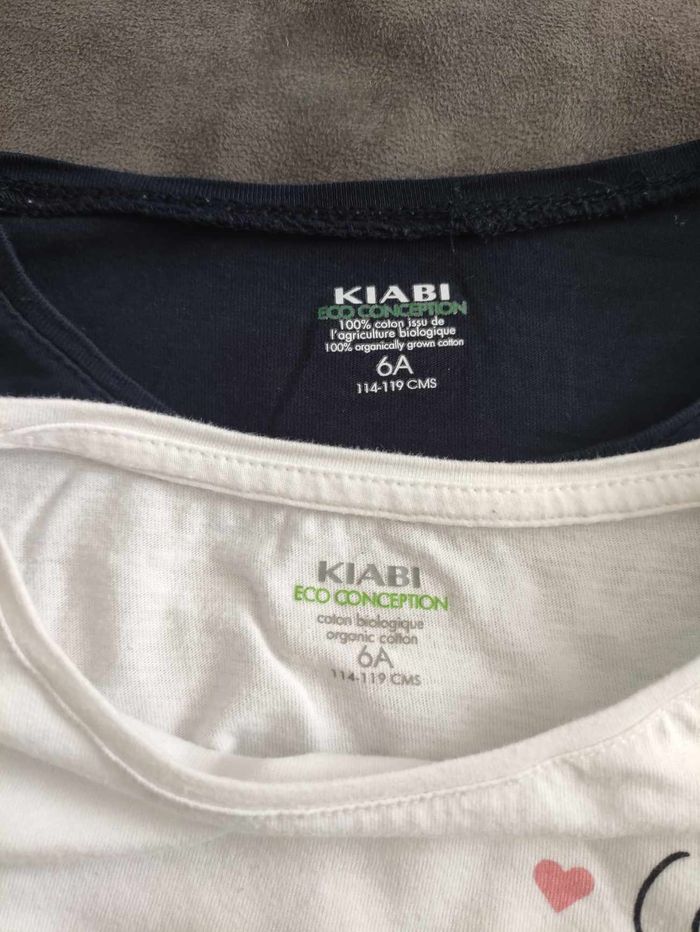 KIABI
ECO CONCEPTION
100% coton issu de
l'agriculture biologique
100% organically grown cotton
6A
114-119 CMS
KIABI
ECO CONCEPTION
coton biologique
organic cotton
6A
114-119 CMS